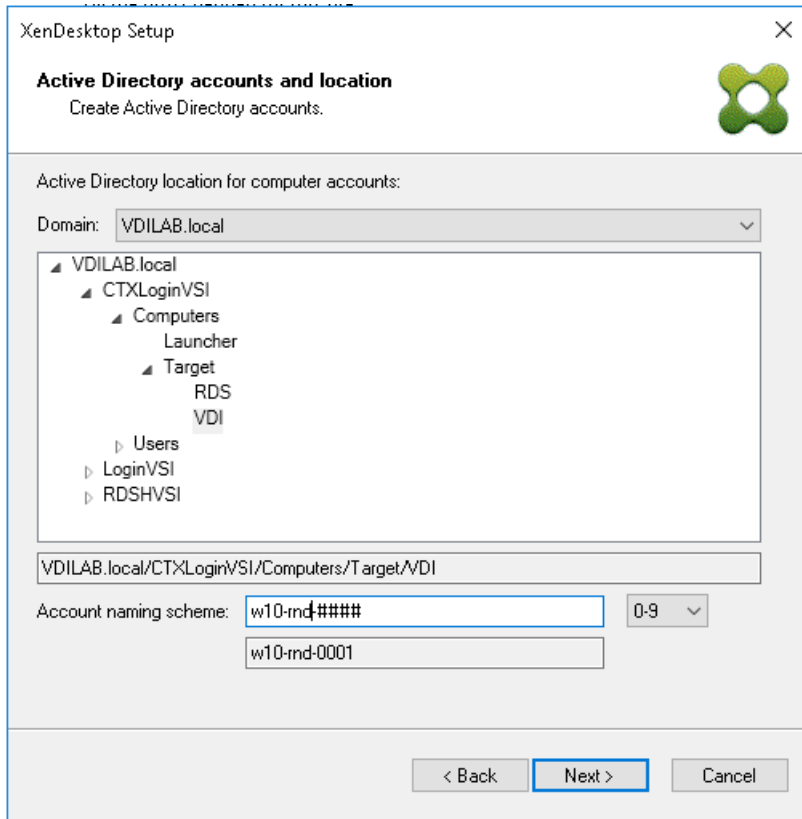 XenDesktop Setup
Active Directory accounts and location
Create Active Directory accounts.
Active Directory location for computer accounts:
Domain: VDILAB.local
VDILAB.local
CTXLoginVSI
Computers
Launcher
Target
RDS
VDI
Users
LoginVSI
RDSHVSI
VDILAB.local/CTXLoginVSI/Computers/Target/VDI
Account naming scheme: w10-rnd-#### 0-9
w10-rnd-0001
< Back Next > Cancel